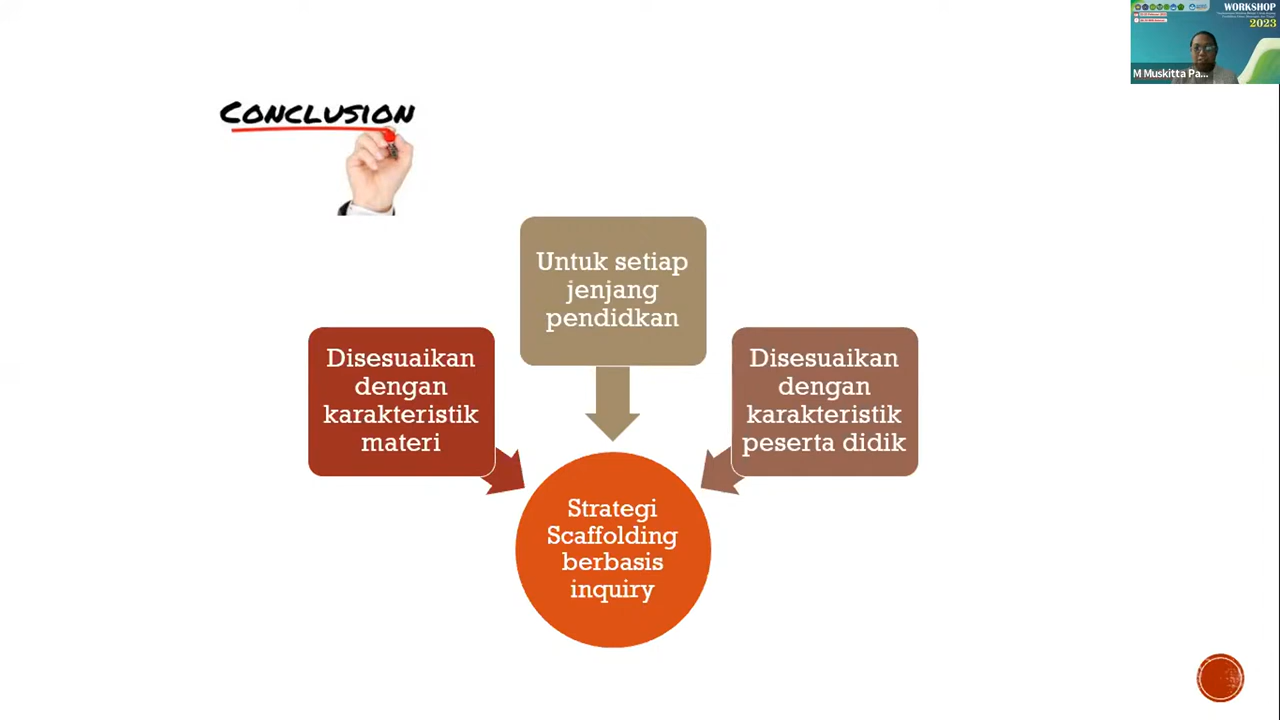 WORKSHOP
2023
M Muskitta Pa...
CONCLUSION
Untuk setiap
jenjang
pendidkan
Disesuaikan
dengan
karakteristik
materi
Disesuaikan
dengan
karakteristik
peserta didik
Strategi
Scaffolding
berbasis
inquiry